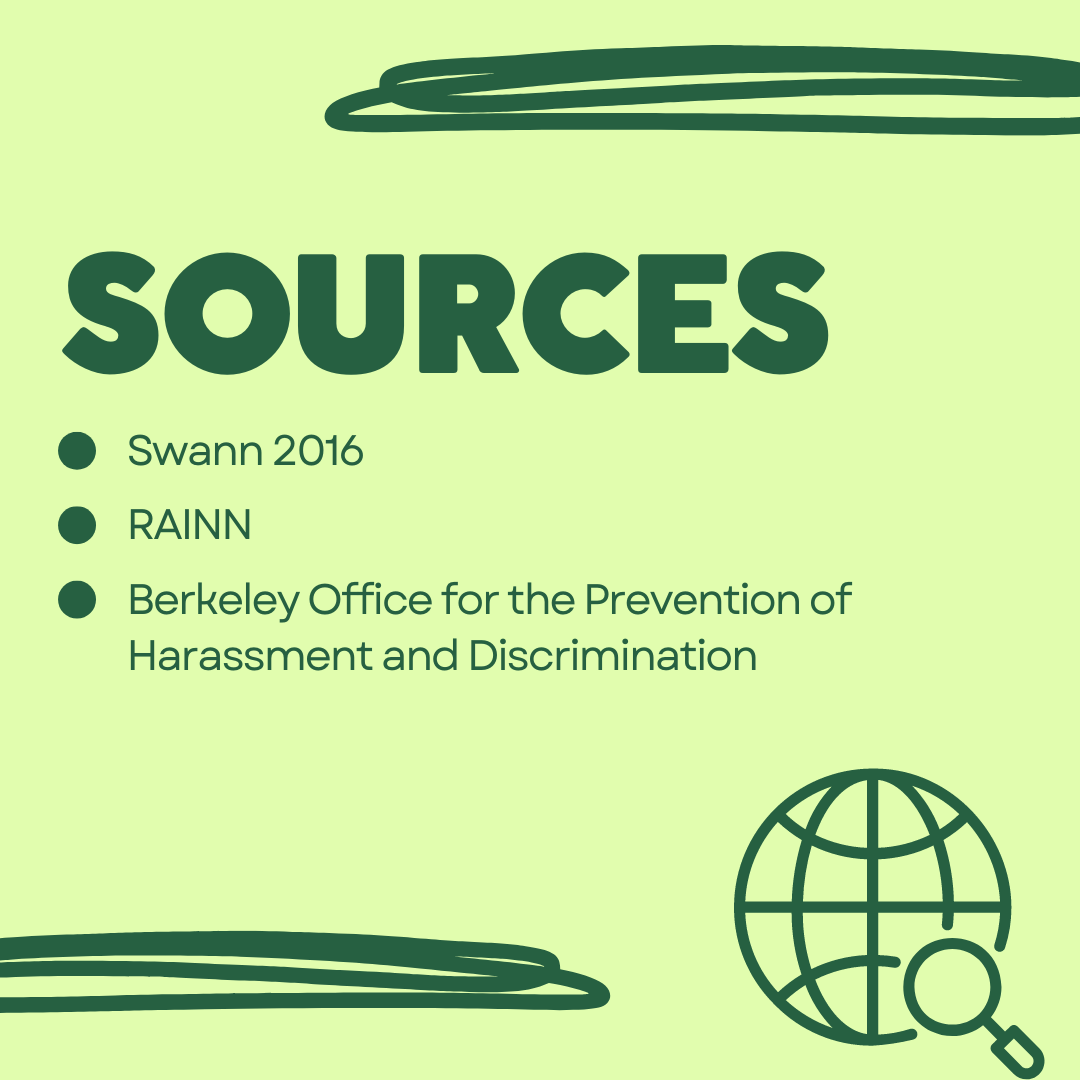 SOURCES
Swann 2016
RAINN
Berkeley Office for the Prevention of
Harassment and Discrimination